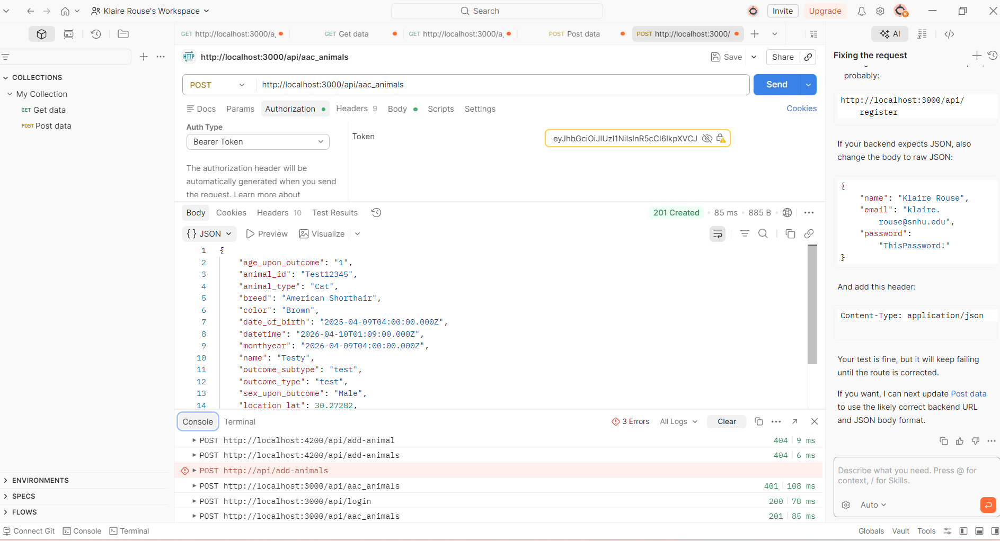 Klaire Rouse's Workspace
Search
Invite
Upgrade
GET http://localhost:3000/a
GET Get data
GET http://localhost:3000/a
POST Post data
POST http://localhost:3000/
AI
HTTP http://localhost:3000/api/aac_animals
Save
Share
POST
http://localhost:3000/api/aac_animals
Send
Docs
Params
Authorization
Headers 9
Body
Scripts
Settings
Cookies
COLLECTIONS
My Collection
GET Get data
POST Post data
ENVIRONMENTS
SPECS
FLOWS
Auth Type
Bearer Token
The authorization header will be
automatically generated when you send
the request. Learn more about
Token
Body
Cookies
Headers 10
Test Results
201 Created
85 ms
885 B
{} JSON
Preview
Visualize
1 {
2 "age_upon_outcome": "1",
3 "animal_id": "Test12345",
4 "animal_type": "Cat",
5 "breed": "American Shorthair",
6 "color": "Brown",
7 "date_of_birth": "2025-04-09T04:00:00.000Z",
8 "datetime": "2026-04-10T01:09:00.000Z",
9 "monthyear": "2026-04-09T04:00:00.000Z",
10 "name": "Testy",
11 "outcome_subtype": "test",
12 "outcome_type": "test",
13 "sex_upon_outcome": "Male",
14 "location_lat": 30.27282,
Console
Terminal
3 Errors
All Logs
Clear
POST http://localhost:4200/api/add-animal 404 9 ms
POST http://localhost:4200/api/add-animals 404 6 ms
POST http://api/add-animals
POST http://localhost:3000/api/aac_animals 401 108 ms
POST http://localhost:3000/api/login 200 78 ms
POST http://localhost:3000/api/aac_animals 201 85 ms
Fixing the request
probably:
http://localhost:3000/api/
register
If your backend expects JSON, also
change the body to raw JSON:
{
"name": "Klaire Rouse",
"email": "klaire.
rouse@snhu.edu",
"password":
"ThisPassword!"
}
And add this header:
Content-Type: application/json
Your test is fine, but it will keep failing
until the route is corrected.
If you want, I can next update Post data
to use the likely correct backend URL
and JSON body format.
Describe what you need. Press @ for
context, / for Skills.
Auto
Connect Git
Console
Terminal
Globals
Vault
Tools